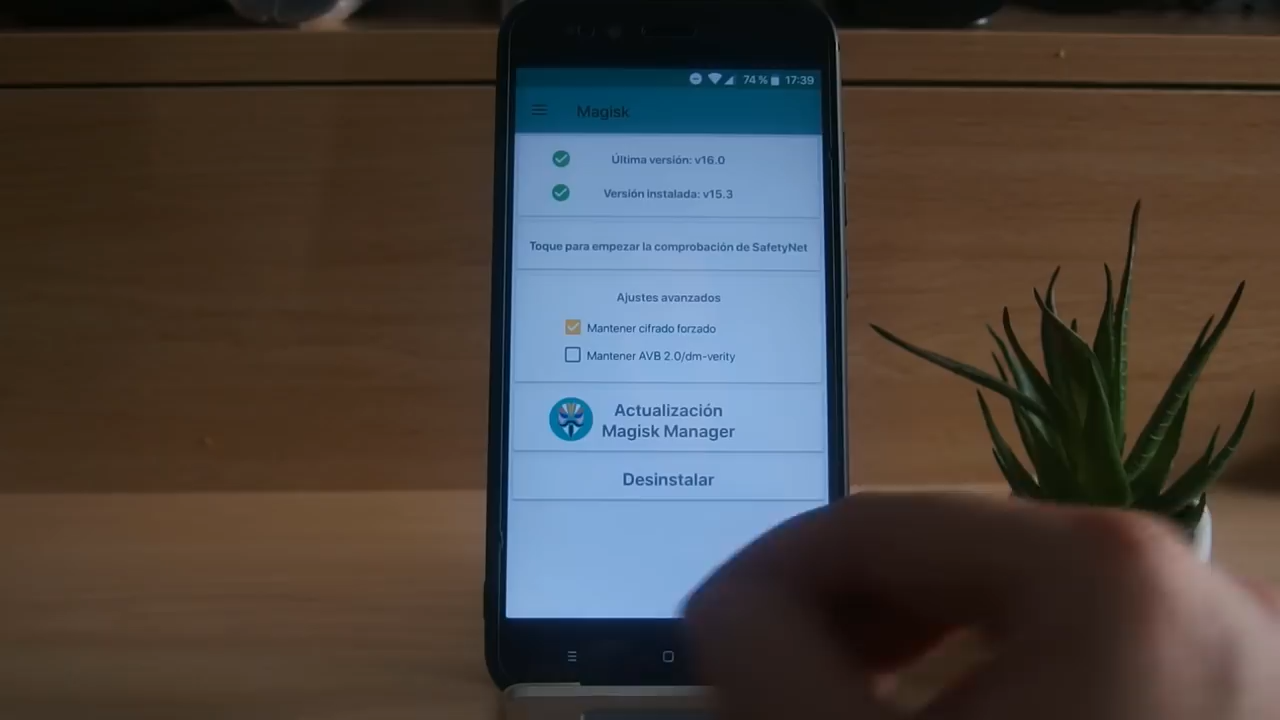 74 % 17:39
Magisk
Última versión: v16.0
Versión instalada: v15.3
Toque para empezar la comprobación de SafetyNet
Ajustes avanzados
Mantener cifrado forzado
Mantener AVB 2.0/dm-verity
Actualización
Magisk Manager
Desinstalar